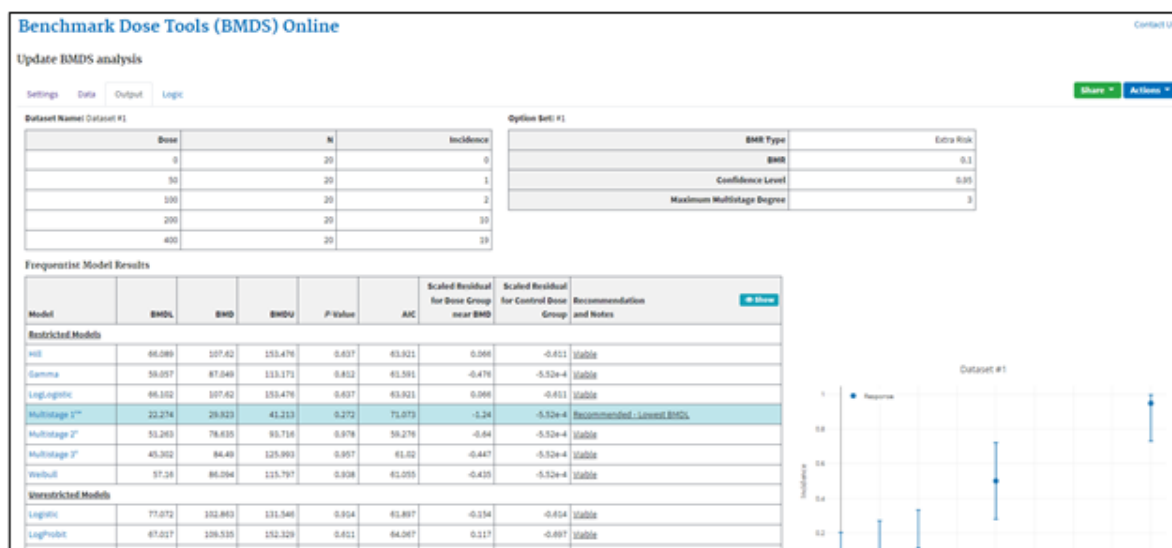 Benchmark Dose Tools (BMDS) Online
Contact U
Update BMDS analysis
Settings Data Output Logic
Share Actions
Dataset Name: Dataset #1
Option Set: #1
Dose N Incidence
0 20 0
50 20 1
100 20 2
200 20 10
400 20 19
BMR Type Extra Risk
BMR 0.1
Confidence Level 0.95
Maximum Multistage Degree 3
Frequentist Model Results
Model BMDL BMD BMDU P-Value AIC Scaled Residual for Dose Group near BMD Scaled Residual for Control Dose Group Recommendation and Notes Show
Restricted Models
Hill 66.089 107.62 153.476 0.637 63.921 0.066 -0.611 Viable
Gamma 59.057 87.049 113.171 0.812 61.591 -0.476 -5.52e-4 Viable
LogLogistic 66.102 107.62 153.476 0.637 63.921 0.066 -0.611 Viable
Multistage 1°* 22.274 29.923 41.213 0.272 71.073 -1.24 -5.52e-4 Recommended - Lowest BMDL
Multistage 2° 51.263 78.635 93.716 0.978 59.276 -0.64 -5.52e-4 Viable
Multistage 3° 45.302 84.49 125.993 0.957 61.02 -0.447 -5.52e-4 Viable
Weibull 57.16 86.094 115.797 0.938 61.055 -0.435 -5.52e-4 Viable
Unrestricted Models
Logistic 77.072 102.863 131.546 0.914 61.897 -0.154 -0.614 Viable
LogProbit 67.017 109.535 152.329 0.611 64.067 0.117 -0.697 Viable
Dataset #1
Response
1
0.8
0.6
0.4
0.2
Incidence